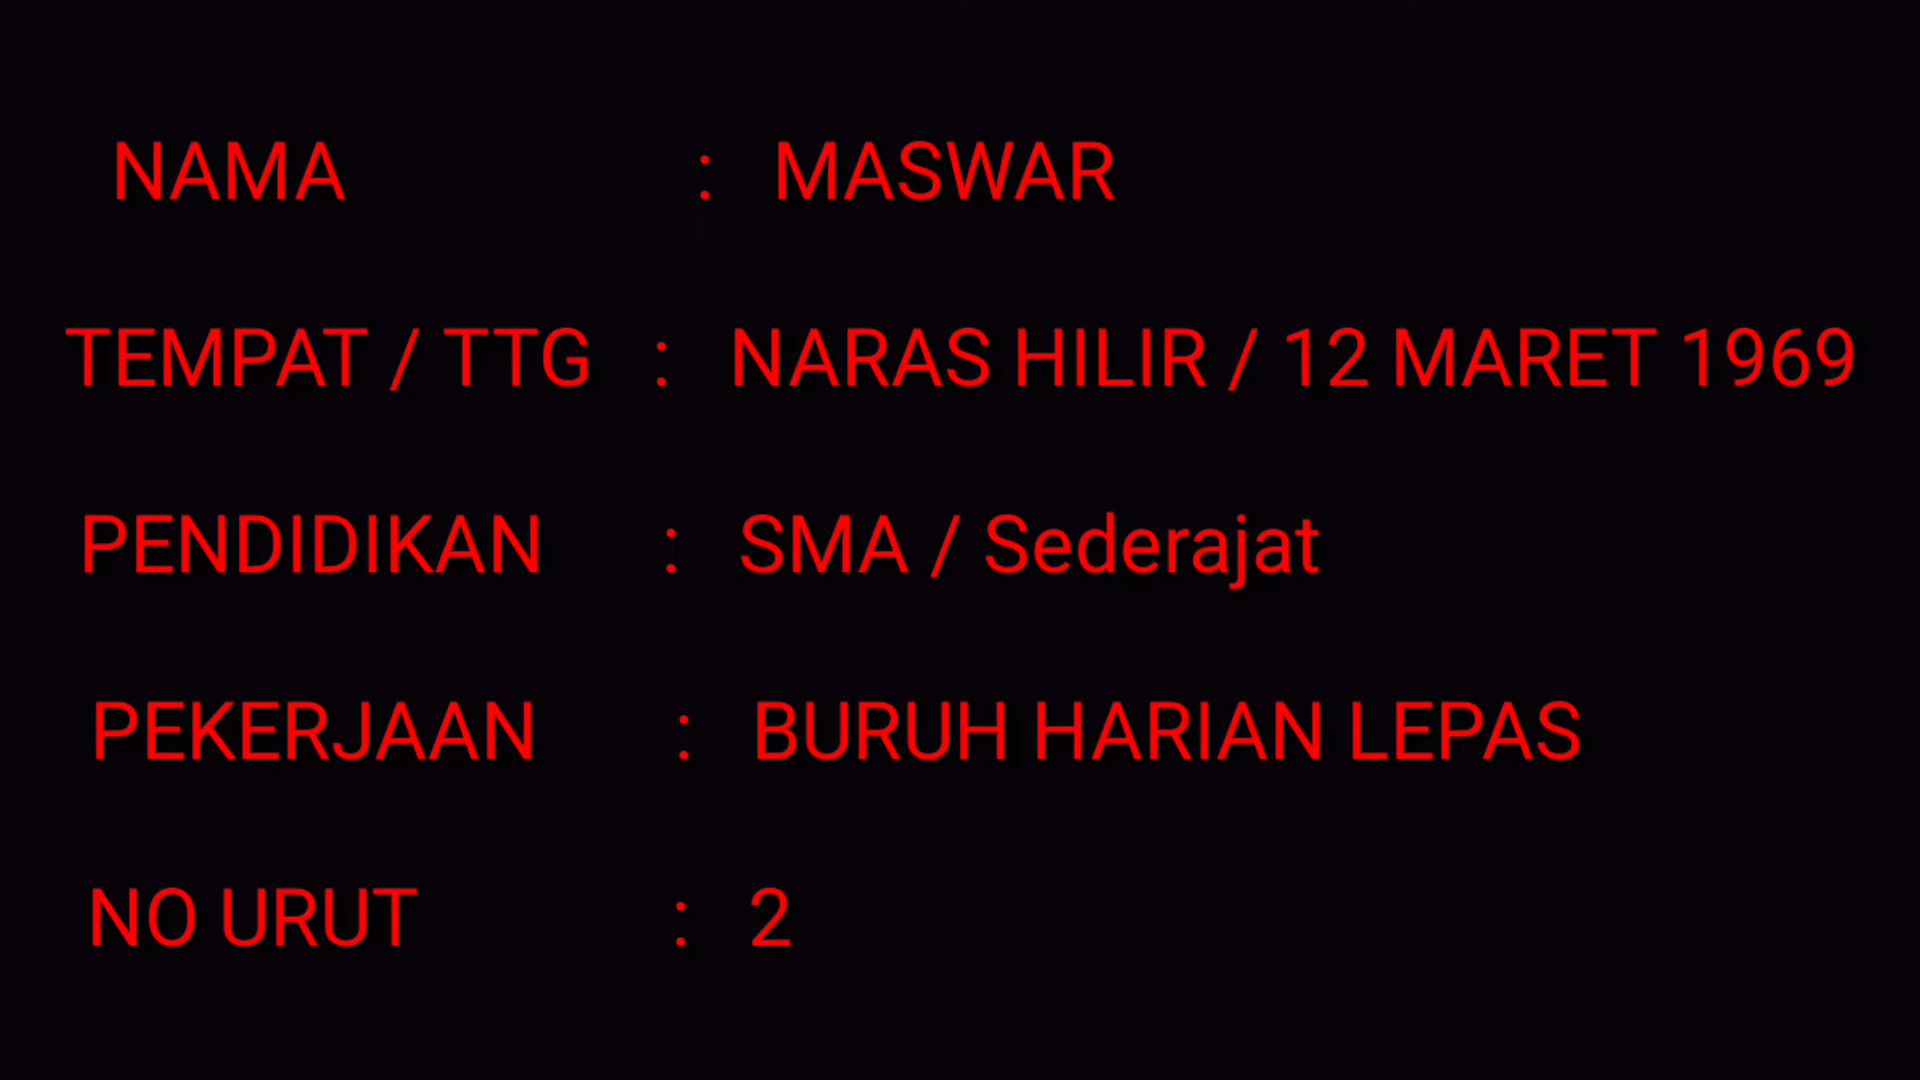 NAMA : MASWAR
TEMPAT / TTG : NARAS HILIR / 12 MARET 1969
PENDIDIKAN : SMA / Sederajat
PEKERJAAN : BURUH HARIAN LEPAS
NO URUT : 2